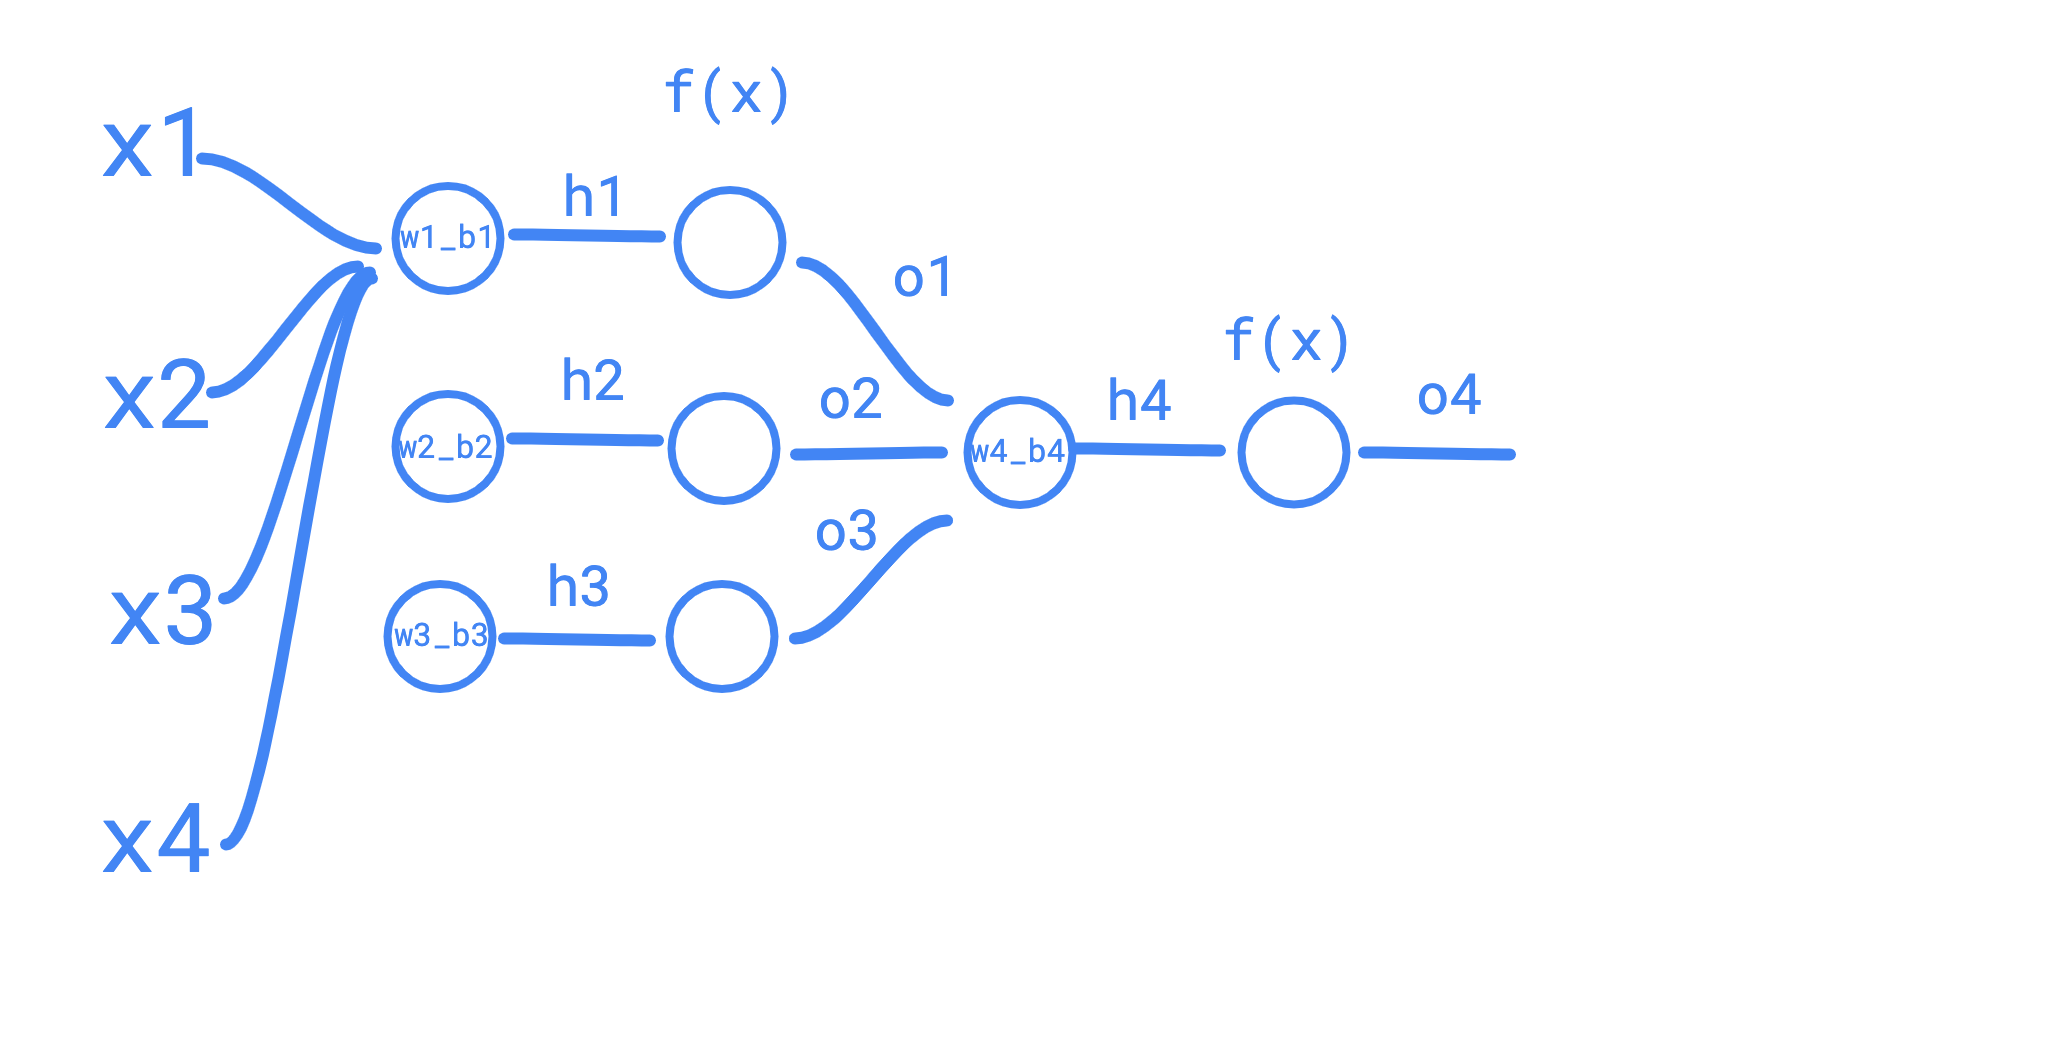 f(x)
x1
h1
w1_b1
o1
f(x)
x2
h2
o2
h4
o4
w2_b2
w4_b4
o3
x3
h3
w3_b3
x4